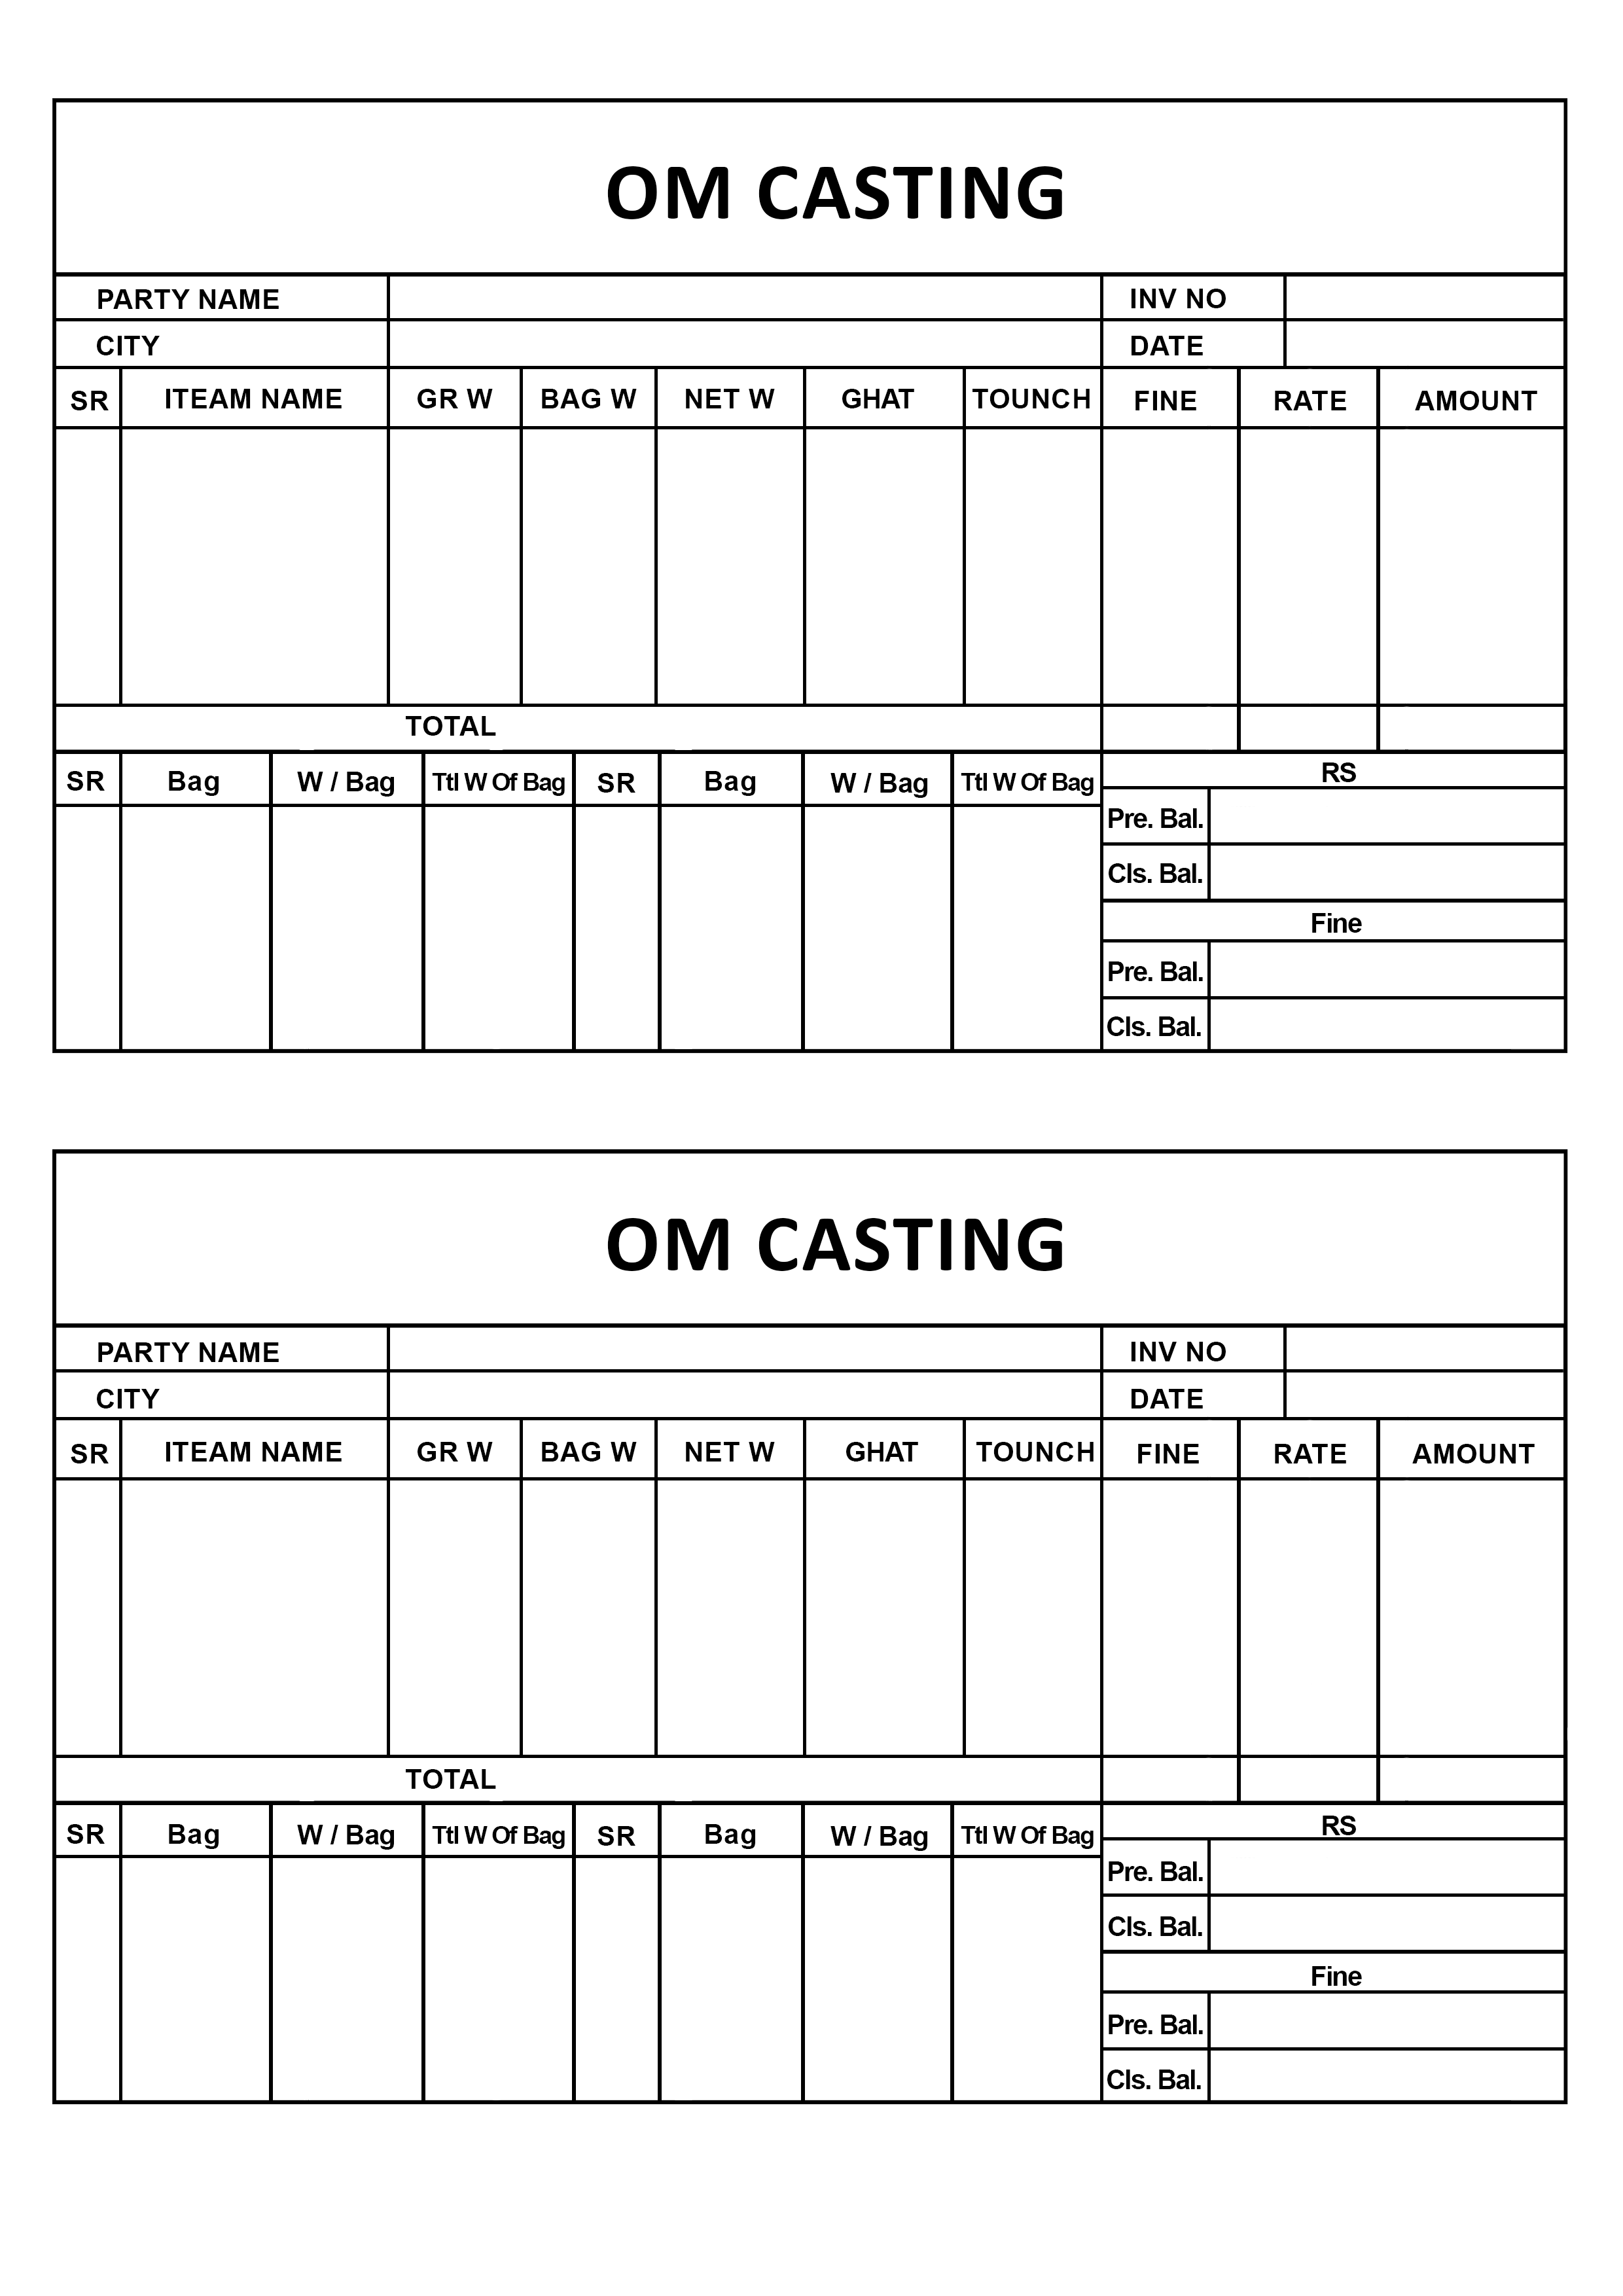 OM CASTING
PARTY NAME INV NO
CITY DATE
SR ITEAM NAME GR W BAG W NET W GHAT TOUNCH FINE RATE AMOUNT
TOTAL
SR Bag W / Bag Ttl W Of Bag SR Bag W / Bag Ttl W Of Bag RS
Pre. Bal.
Cls. Bal.
Fine
Pre. Bal.
Cls. Bal.
OM CASTING
PARTY NAME INV NO
CITY DATE
SR ITEAM NAME GR W BAG W NET W GHAT TOUNCH FINE RATE AMOUNT
TOTAL
SR Bag W / Bag Ttl W Of Bag SR Bag W / Bag Ttl W Of Bag RS
Pre. Bal.
Cls. Bal.
Fine
Pre. Bal.
Cls. Bal.